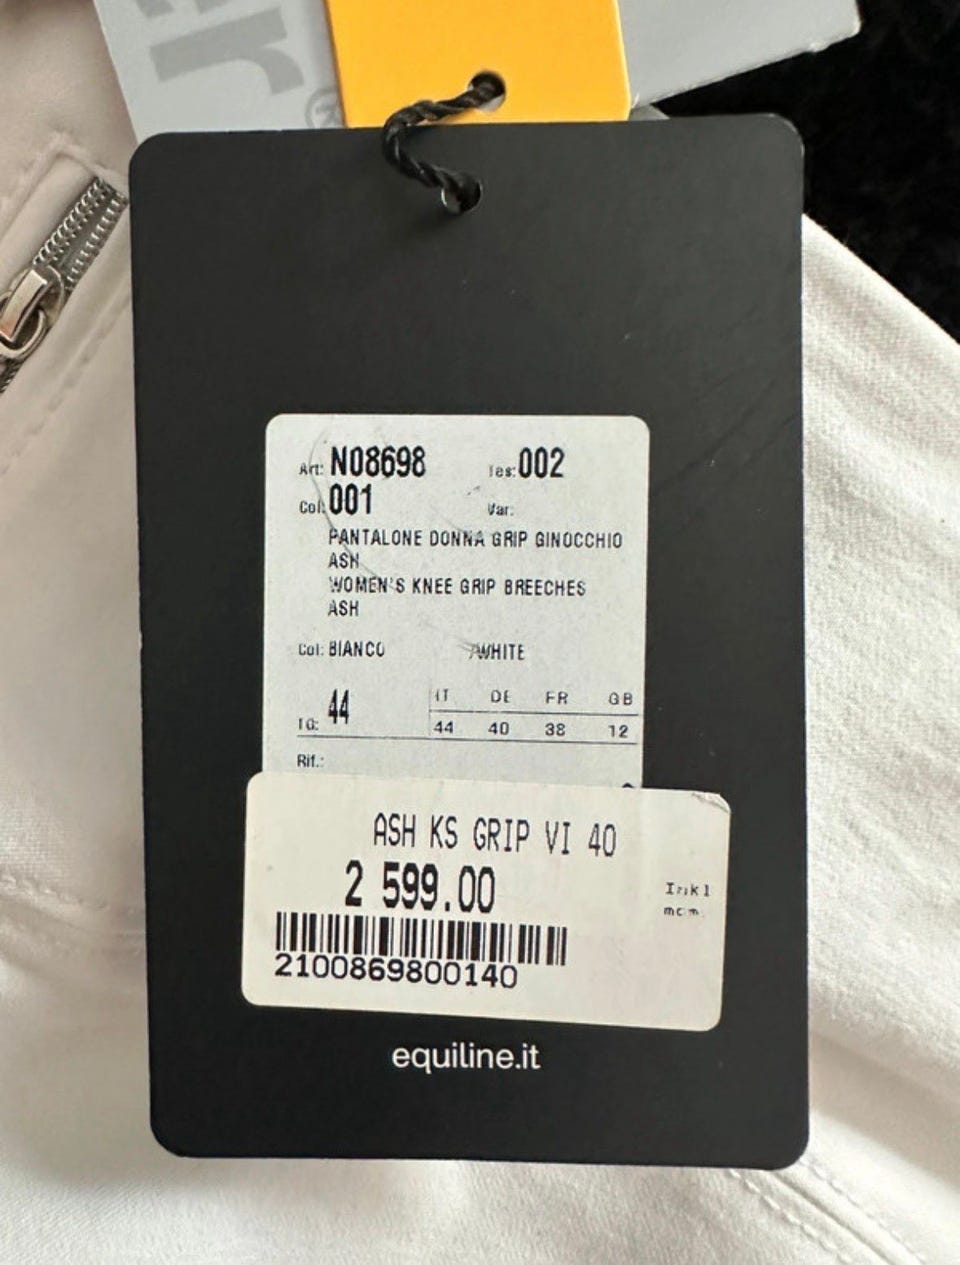 er
Art: N08698 Tes: 002
Col: 001 Var:
PANTALONE DONNA GRIP GINOCCHIO
ASH
WOMEN'S KNEE GRIP BREECHES
ASH
Col: BIANCO /WHITE
IT DE FR GB
TG: 44 44 40 38 12
Rif.:
ASH KS GRIP VI 40
2 599.00
Inkl
mom.
2100869800140
equiline.it